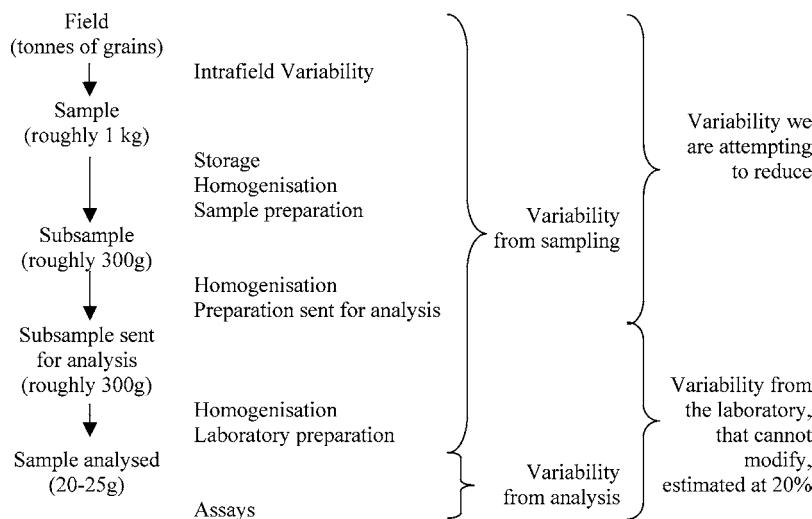 Field
(tonnes of grains)
Intrafield Variability
Sample
(roughly 1 kg)
Storage
Homogenisation
Sample preparation
Subsample
(roughly 300g)
Homogenisation
Preparation sent for analysis
Subsample sent
for analysis
(roughly 300g)
Homogenisation
Laboratory preparation
Sample analysed
(20-25g)
Assays
Variability
from sampling
Variability
from analysis
Variability we
are attempting
to reduce
Variability from
the laboratory,
that cannot
modify,
estimated at 20%